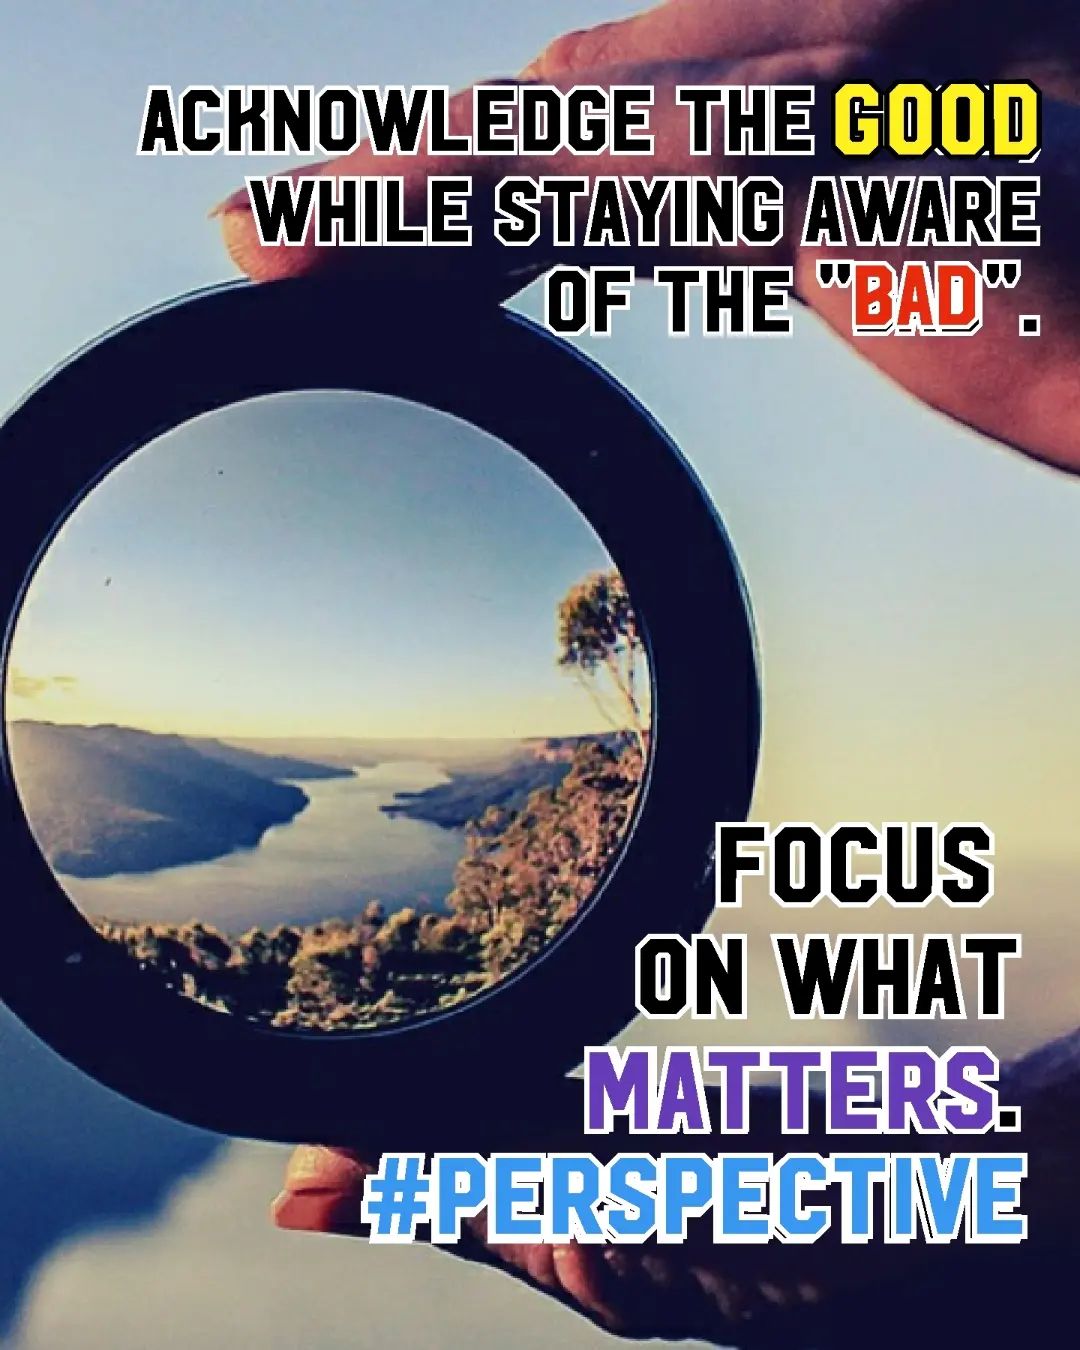 ACKNOWLEDGE THE GOOD
WHILE STAYING AWARE
OF THE "BAD".
FOCUS
ON WHAT
MATTERS.
#PERSPECTIVE